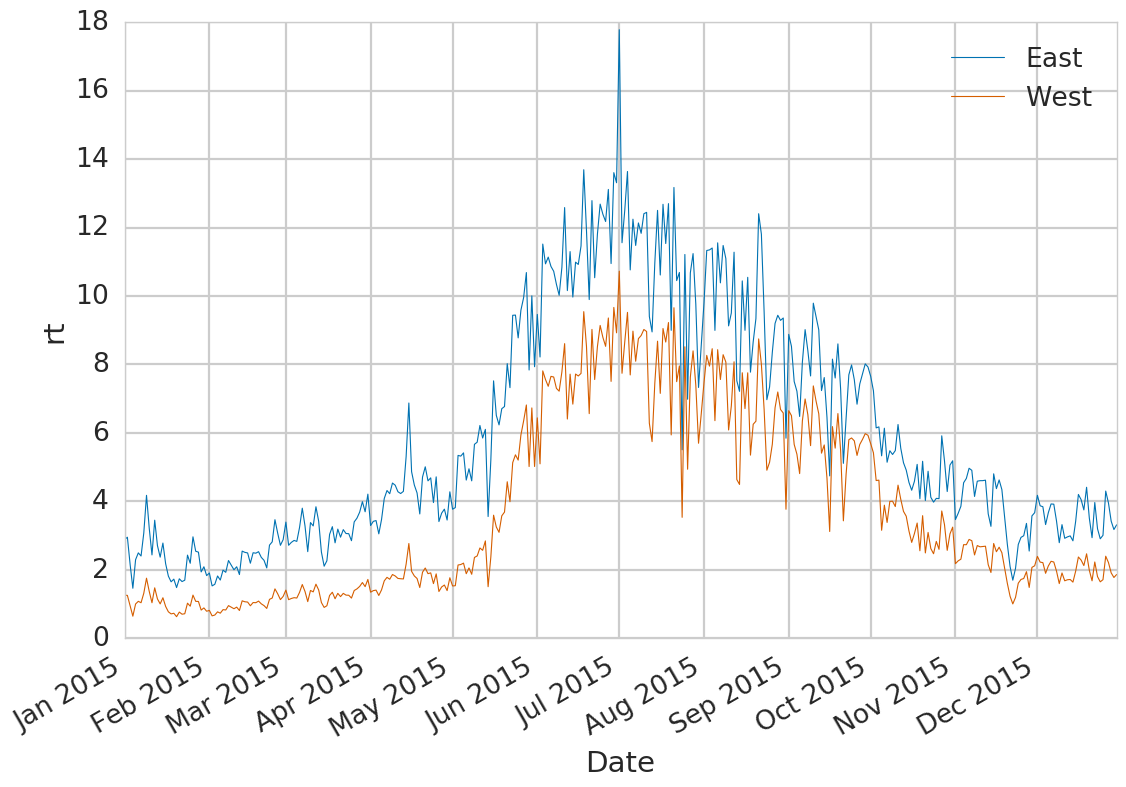 18
16
14
12
10
8
6
4
2
0
rt
East
West
Jan 2015
Feb 2015
Mar 2015
Apr 2015
May 2015
Jun 2015
Jul 2015
Aug 2015
Sep 2015
Oct 2015
Nov 2015
Dec 2015
Date